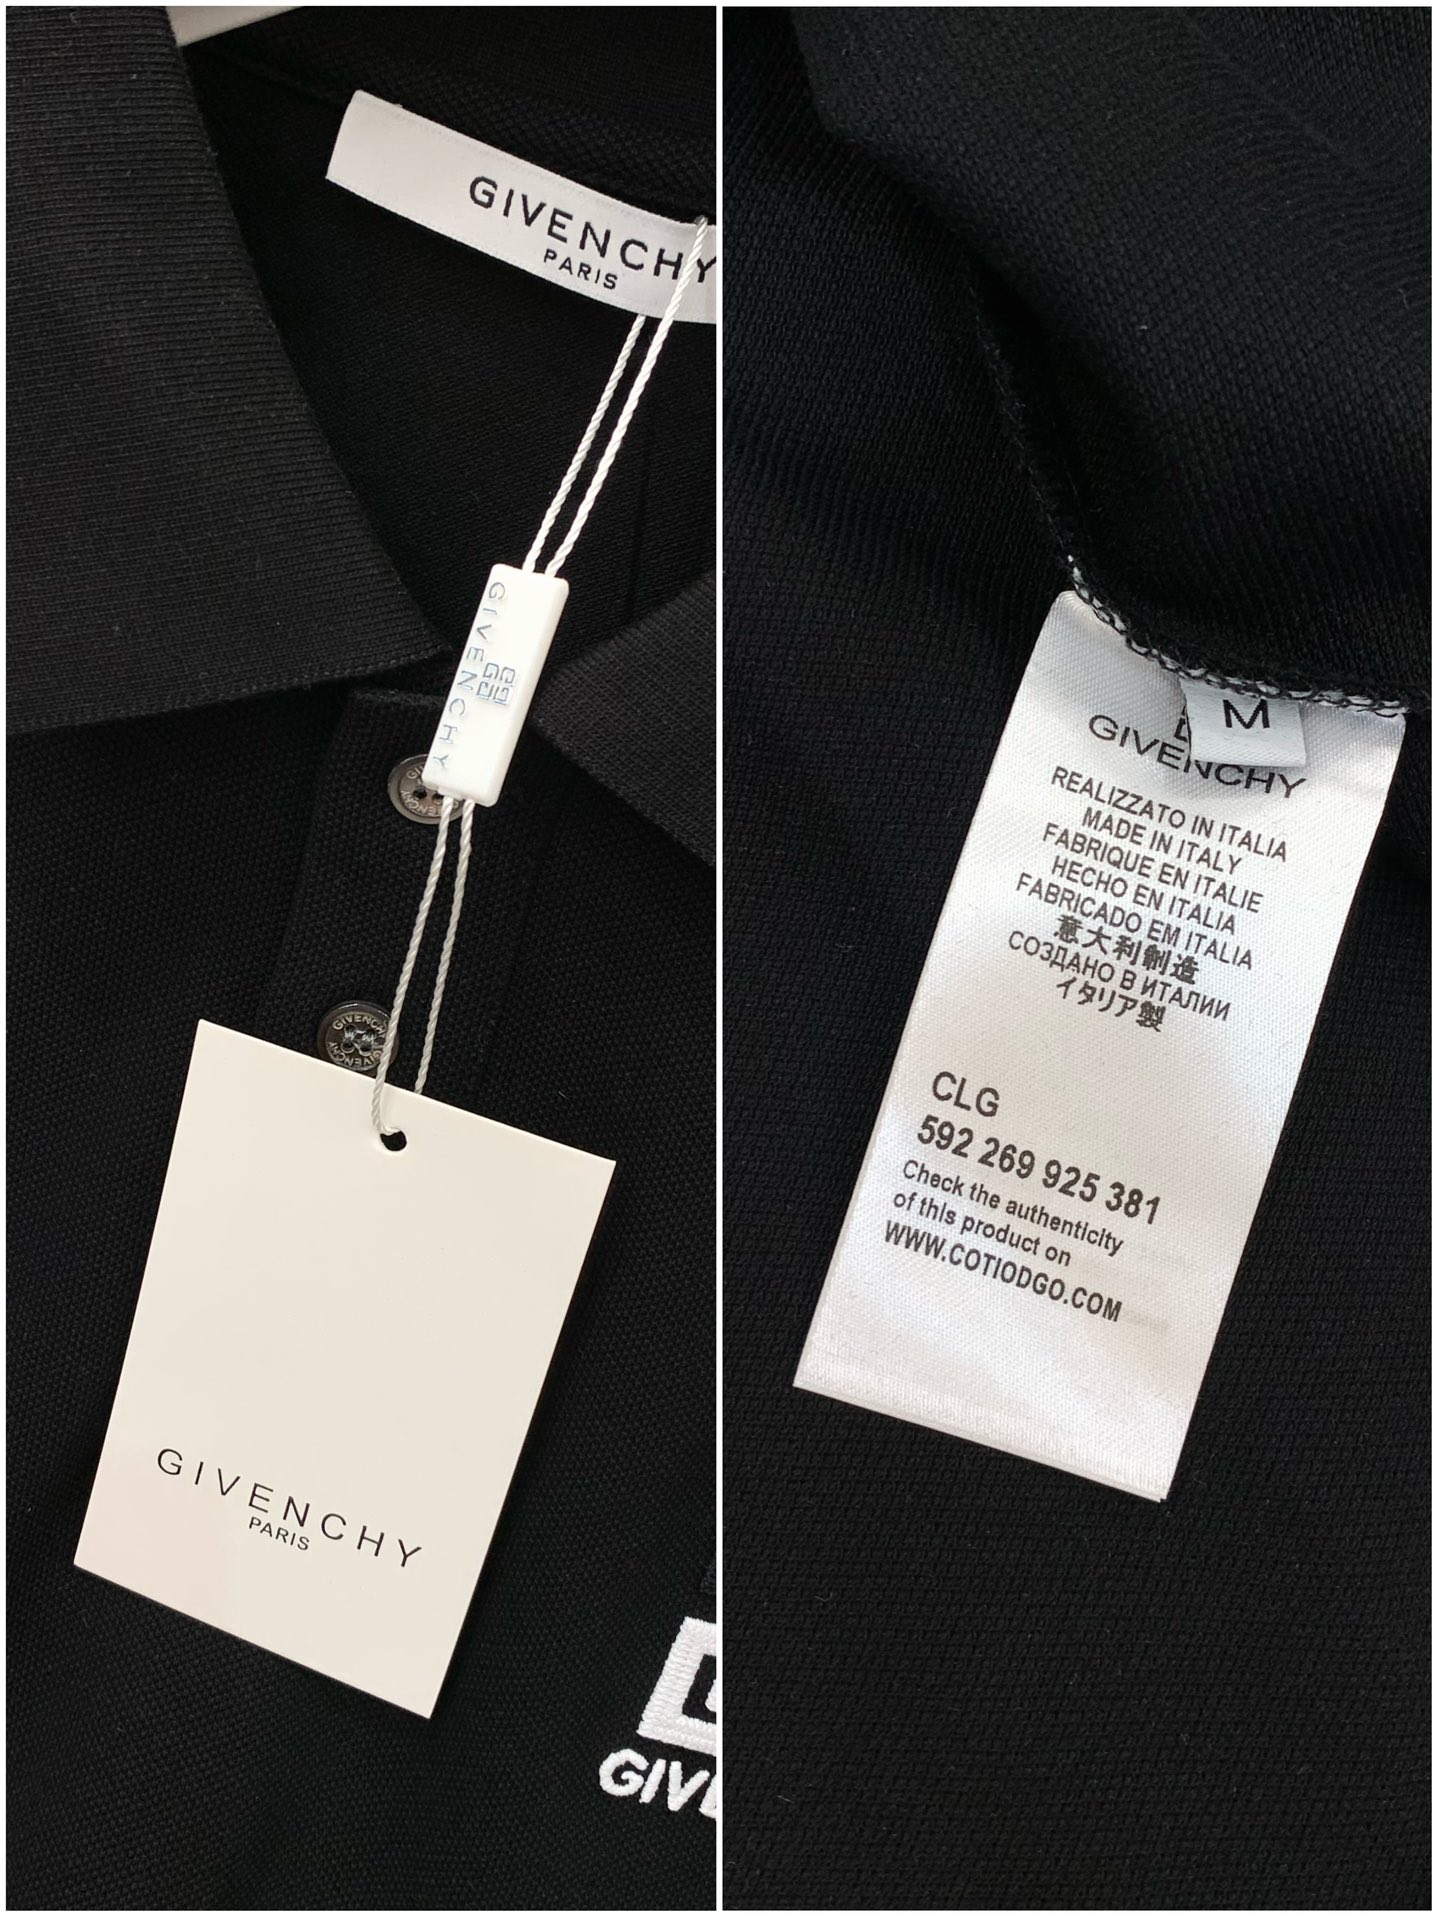 GIVENCHY
PARIS
GIVENCHY
GIVENCHY
GIVENCHY
GIVENCHY
PARIS
GIV
M
GIVENCHY
REALIZZATO IN ITALIA
MADE IN ITALY
FABRIQUE EN ITALIE
HECHO EN ITALIA
FABRICADO EM ITALIA
意大利制造
СОЗДАНО В ИТАЛИИ
イタリア製
CLG
592 269 925 381
Check the authenticity
of this product on
WWW.COTIODGO.COM